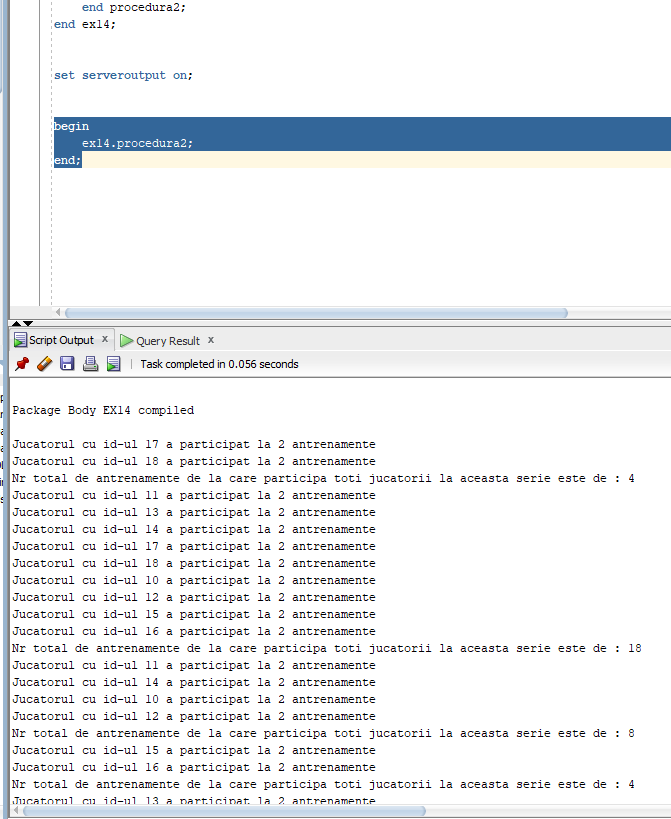 end procedura2;
end ex14;
set serveroutput on;
begin
ex14.procedura2;
end;
Script Output x Query Result x
Task completed in 0.056 seconds
Package Body EX14 compiled
Jucatorul cu id-ul 17 a participat la 2 antrenamente
Jucatorul cu id-ul 18 a participat la 2 antrenamente
Nr total de antrenamente de la care participa toti jucatorii la aceasta serie este de : 4
Jucatorul cu id-ul 11 a participat la 2 antrenamente
Jucatorul cu id-ul 13 a participat la 2 antrenamente
Jucatorul cu id-ul 14 a participat la 2 antrenamente
Jucatorul cu id-ul 17 a participat la 2 antrenamente
Jucatorul cu id-ul 18 a participat la 2 antrenamente
Jucatorul cu id-ul 10 a participat la 2 antrenamente
Jucatorul cu id-ul 12 a participat la 2 antrenamente
Jucatorul cu id-ul 15 a participat la 2 antrenamente
Jucatorul cu id-ul 16 a participat la 2 antrenamente
Nr total de antrenamente de la care participa toti jucatorii la aceasta serie este de : 18
Jucatorul cu id-ul 11 a participat la 2 antrenamente
Jucatorul cu id-ul 14 a participat la 2 antrenamente
Jucatorul cu id-ul 10 a participat la 2 antrenamente
Jucatorul cu id-ul 12 a participat la 2 antrenamente
Nr total de antrenamente de la care participa toti jucatorii la aceasta serie este de : 8
Jucatorul cu id-ul 15 a participat la 2 antrenamente
Jucatorul cu id-ul 16 a participat la 2 antrenamente
Nr total de antrenamente de la care participa toti jucatorii la aceasta serie este de : 4
Jucatorul cu id-ul 13 a participat la 2 antrenamente